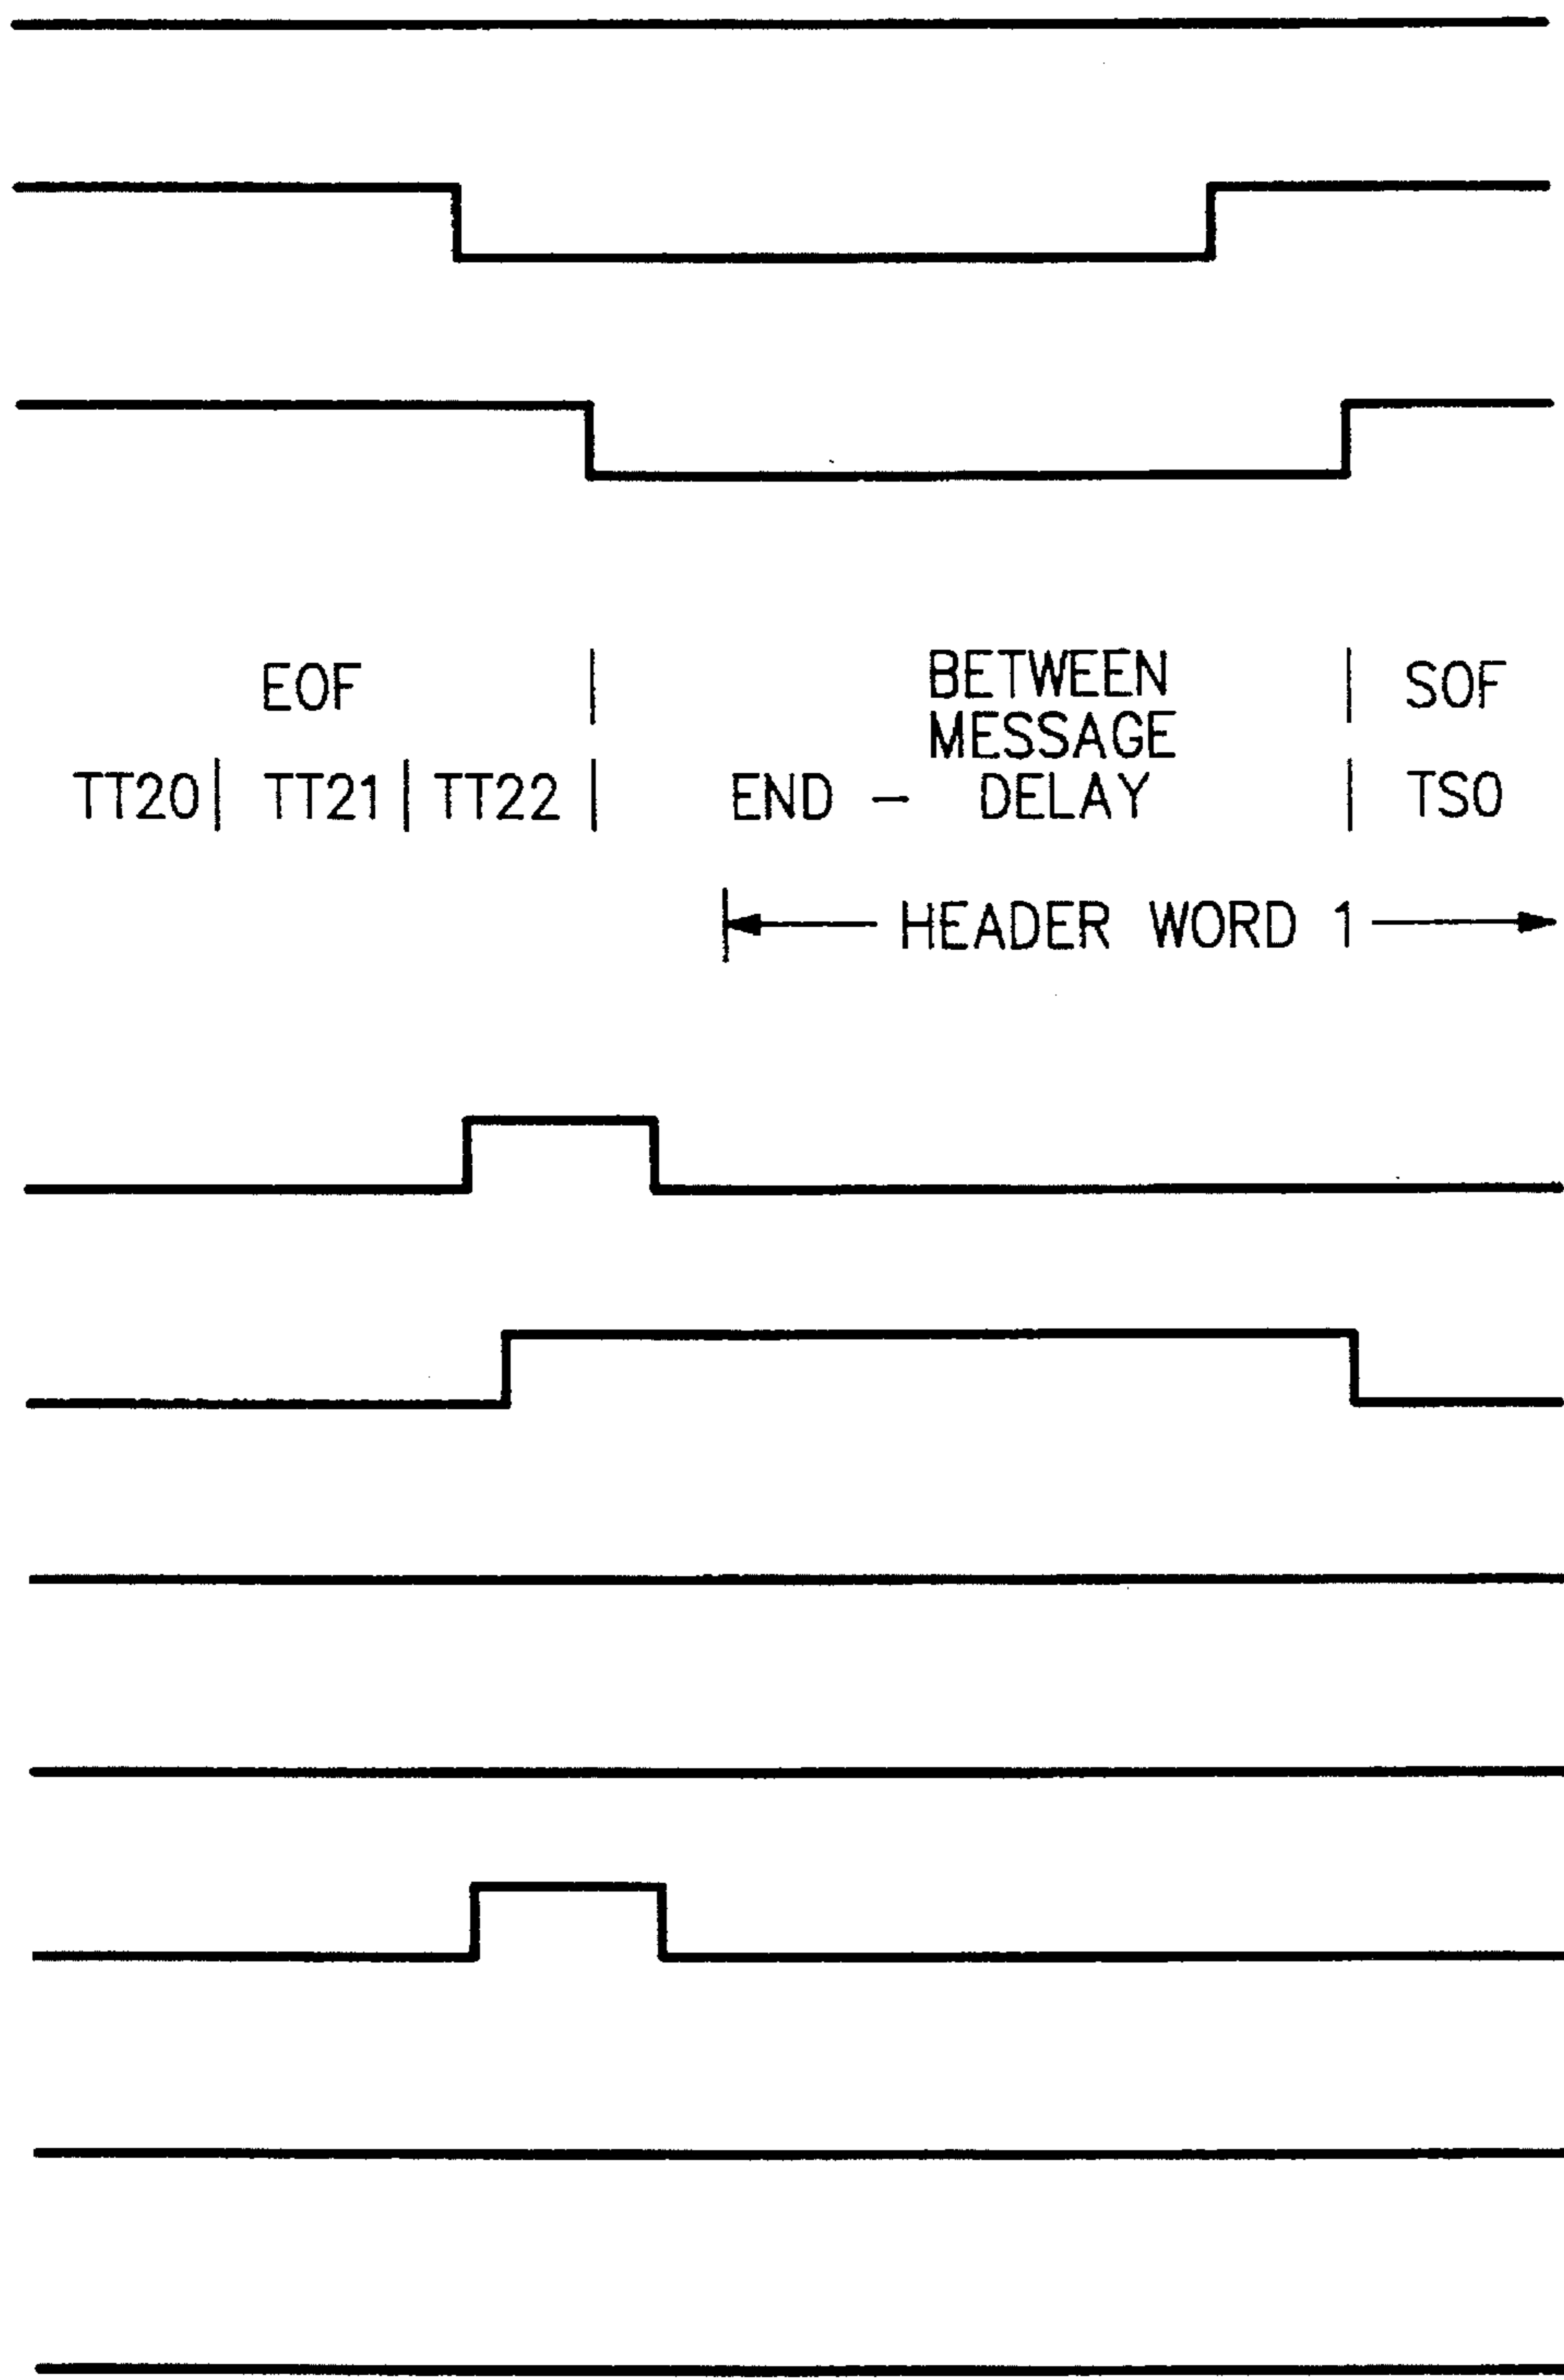 EOF | BETWEEN | SOF
MESSAGE
TT20 | TT21 | TT22 | END - DELAY | TS0
HEADER WORD 1